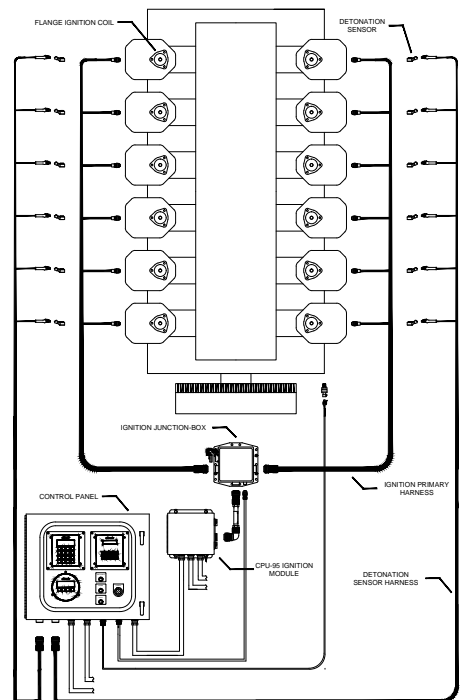 FLANGE IGNITION COIL
DETONATION
SENSOR
IGNITION JUNCTION-BOX
IGNITION PRIMARY
HARNESS
CONTROL PANEL
CPU-95 IGNITION
MODULE
DETONATION
SENSOR HARNESS